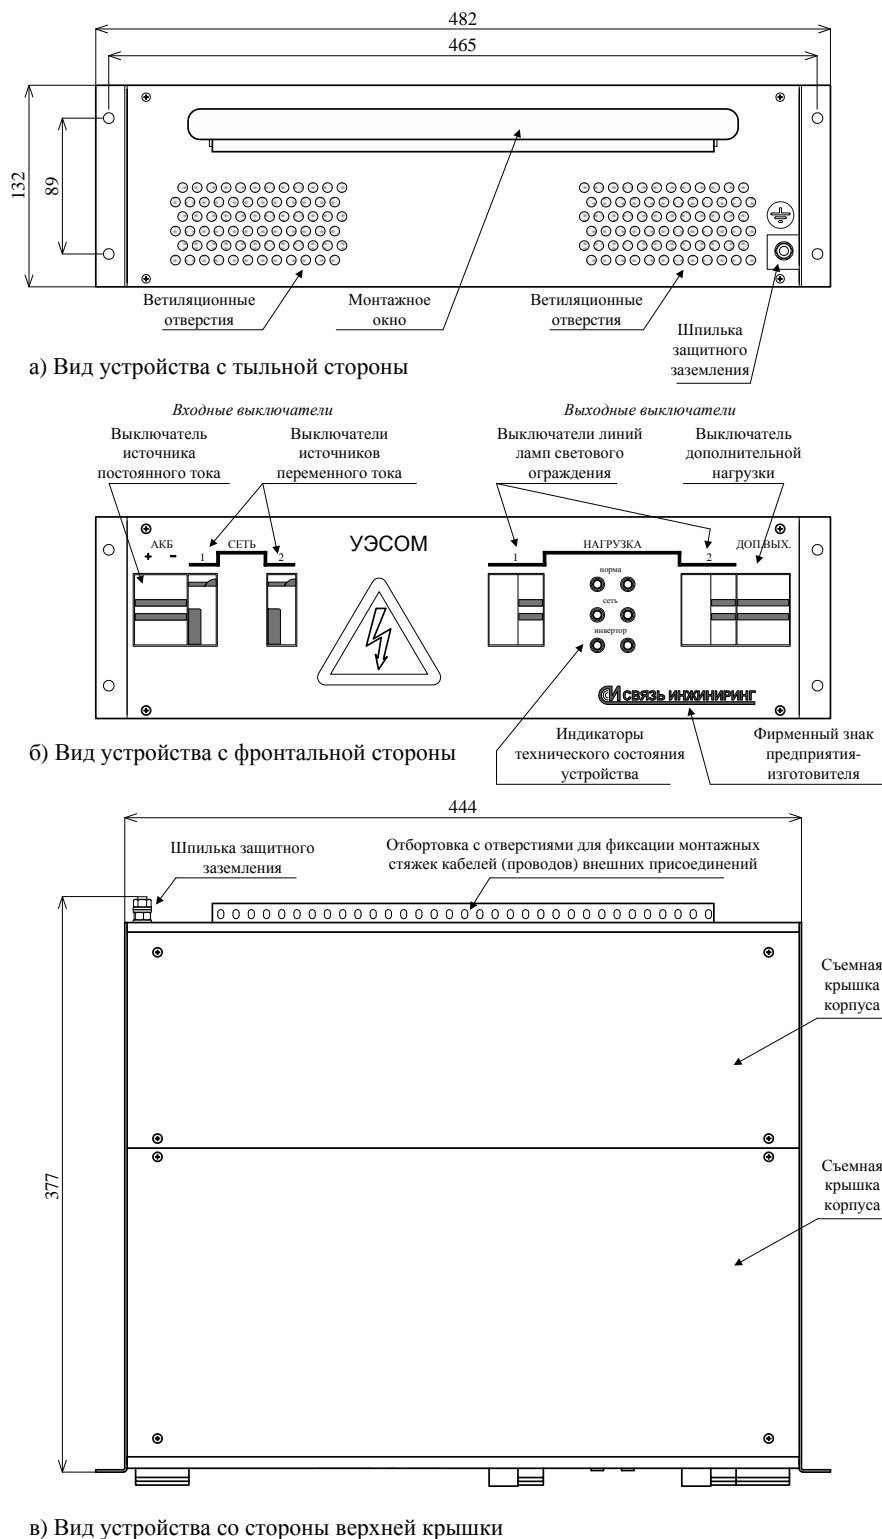 482
465
132
89
Ветиляционные
отверстия
Монтажное
окно
Ветиляционные
отверстия
Шпилька
защитного
заземления
а) Вид устройства с тыльной стороны
Входные выключатели
Выходные выключатели
Выключатель
источника
постоянного тока
Выключатели
источников
переменного тока
Выключатели линий
ламп светового
ограждения
Выключатель
дополнительной
нагрузки
АКБ
+ -
1 СЕТЬ 2
УЭСОМ
1 НАГРУЗКА 2
ДОП.ВЫХ.
норма
сеть
инвертор
СИ СВЯЗЬ ИНЖИНИРИНГ
Индикаторы
технического состояния
устройства
Фирменный знак
предприятия-
изготовителя
б) Вид устройства с фронтальной стороны
444
Шпилька защитного
заземления
Отбортовка с отверстиями для фиксации монтажных
стяжек кабелей (проводов) внешних присоединений
377
Съемная
крышка
корпуса
Съемная
крышка
корпуса
в) Вид устройства со стороны верхней крышки